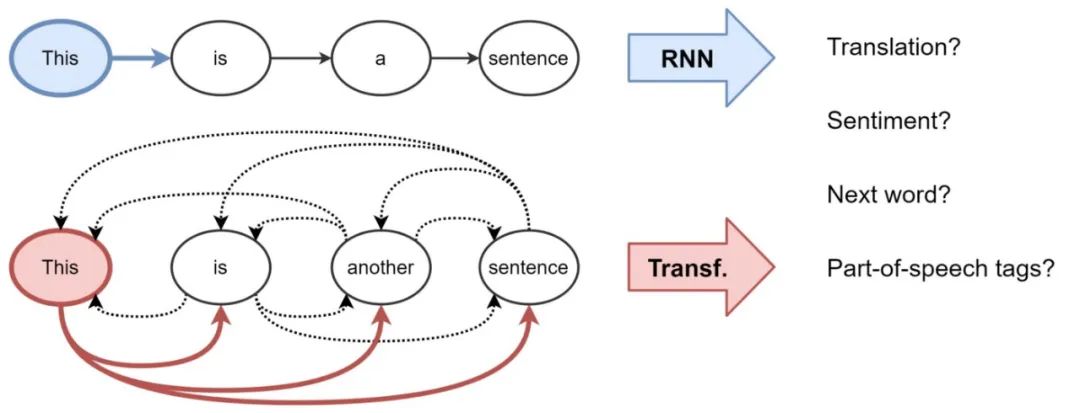 This is a sentence RNN
Translation?
Sentiment?
Next word?
This is another sentence Transf.
Part-of-speech tags?